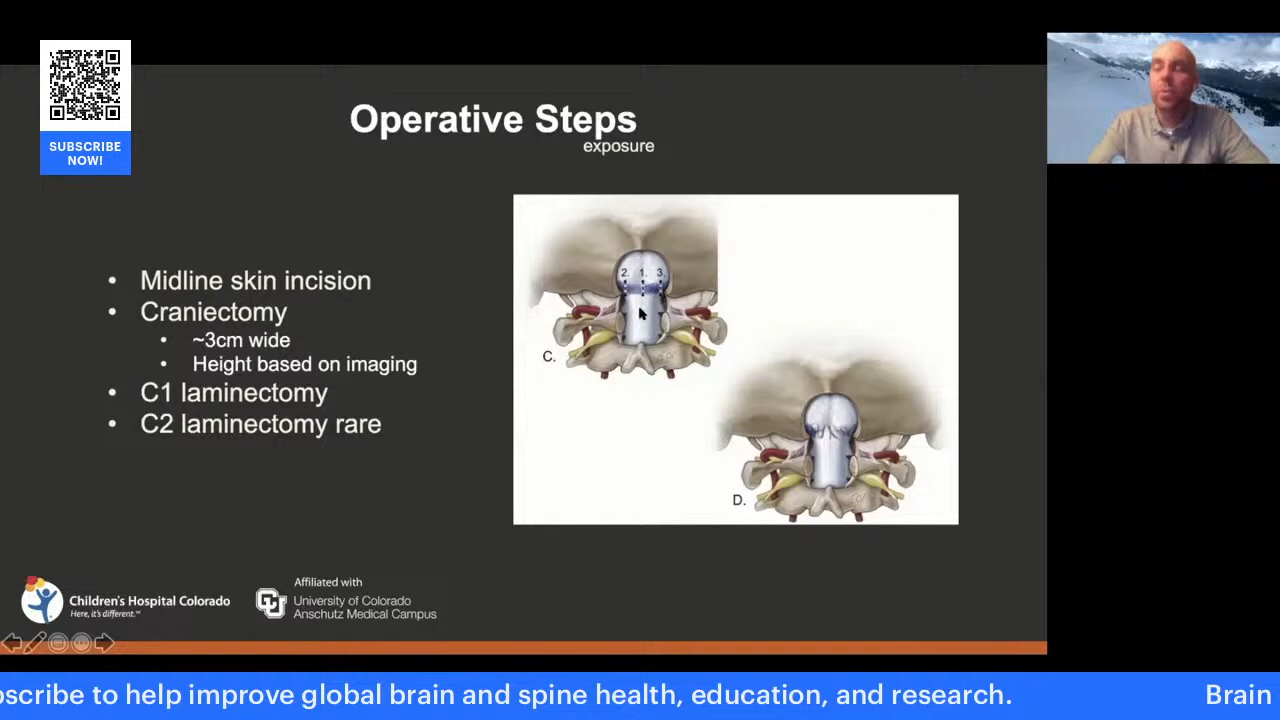 SUBSCRIBE
NOW!
Operative Steps
exposure
• Midline skin incision
• Craniectomy
• ~3cm wide
• Height based on imaging
• C1 laminectomy
• C2 laminectomy rare
2. 1. 3.
C.
D.
Children's Hospital Colorado
Here, it's different.™
Affiliated with
University of Colorado
Anschutz Medical Campus
bscribe to help improve global brain and spine health, education, and research. Brain